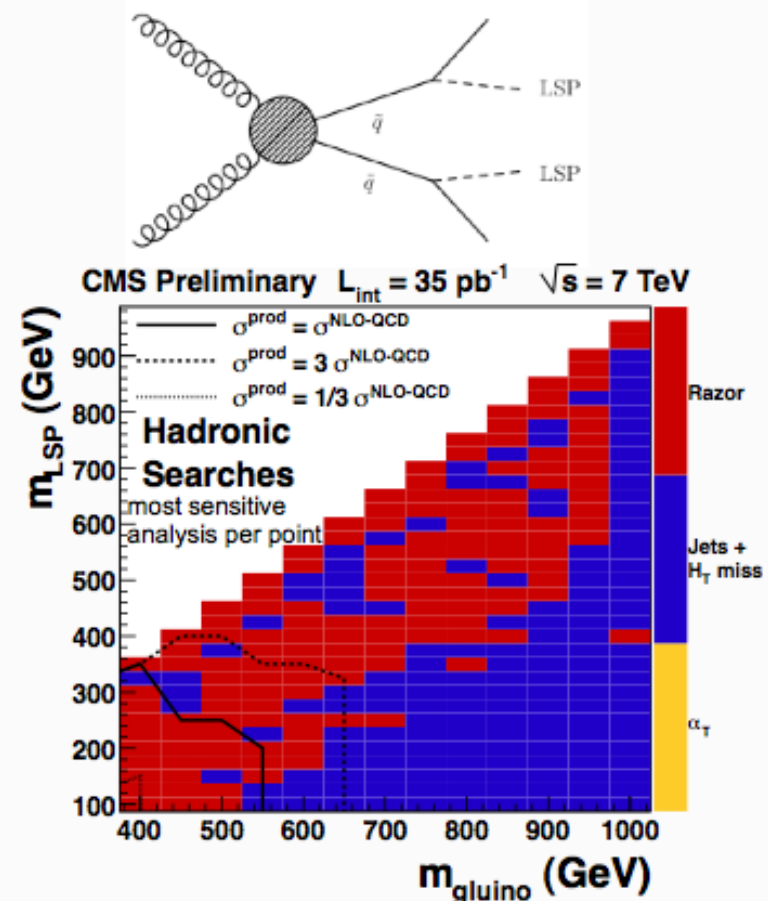 LSP
q̃
LSP
q̃
CMS Preliminary L_int = 35 pb⁻¹ √s = 7 TeV
σ^prod = σ^NLO-QCD
σ^prod = 3 σ^NLO-QCD
σ^prod = 1/3 σ^NLO-QCD
Hadronic
Searches
most sensitive
analysis per point
m_LSP (GeV)
900
800
700
600
500
400
300
200
100
400 500 600 700 800 900 1000
m_gluino (GeV)
Razor
Jets +
H_T miss
α_T